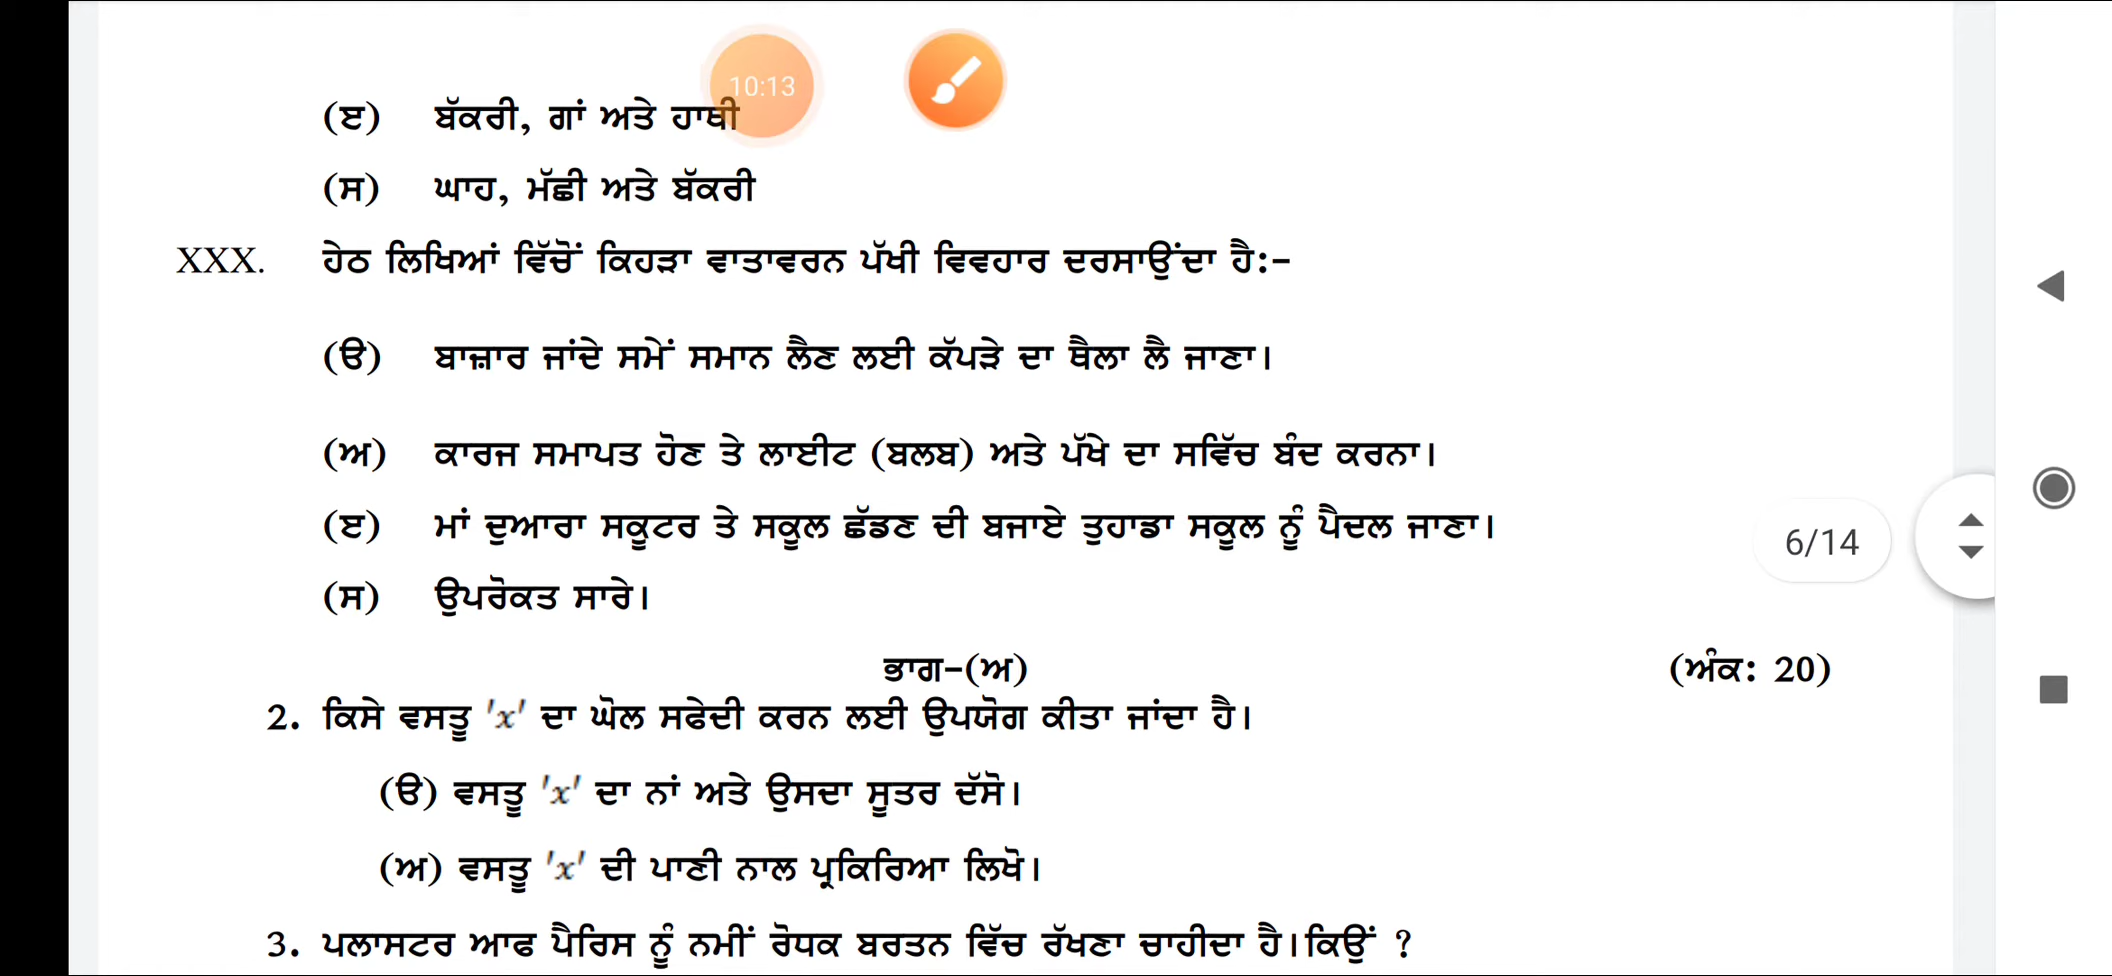 10:13
(ੲ) ਬੱਕਰੀ, ਗਾਂ ਅਤੇ ਹਾਥੀ
(ਸ) ਘਾਹ, ਮੱਛੀ ਅਤੇ ਬੱਕਰੀ
XXX. ਹੇਠ ਲਿਖਿਆਂ ਵਿੱਚੋਂ ਕਿਹੜਾ ਵਾਤਾਵਰਨ ਪੱਖੀ ਵਿਵਹਾਰ ਦਰਸਾਉਂਦਾ ਹੈ:-
(ੳ) ਬਾਜ਼ਾਰ ਜਾਂਦੇ ਸਮੇਂ ਸਮਾਨ ਲੈਣ ਲਈ ਕੱਪੜੇ ਦਾ ਥੈਲਾ ਲੈ ਜਾਣਾ।
(ਅ) ਕਾਰਜ ਸਮਾਪਤ ਹੋਣ ਤੇ ਲਾਈਟ (ਬਲਬ) ਅਤੇ ਪੱਖੇ ਦਾ ਸਵਿੱਚ ਬੰਦ ਕਰਨਾ।
(ੲ) ਮਾਂ ਦੁਆਰਾ ਸਕੂਟਰ ਤੇ ਸਕੂਲ ਛੱਡਣ ਦੀ ਬਜਾਏ ਤੁਹਾਡਾ ਸਕੂਲ ਨੂੰ ਪੈਦਲ ਜਾਣਾ।
6/14
(ਸ) ਉਪਰੋਕਤ ਸਾਰੇ।
ਭਾਗ-(ਅ) (ਅੰਕ: 20)
2. ਕਿਸੇ ਵਸਤੂ 'x' ਦਾ ਘੋਲ ਸਫੇਦੀ ਕਰਨ ਲਈ ਉਪਯੋਗ ਕੀਤਾ ਜਾਂਦਾ ਹੈ।
(ੳ) ਵਸਤੂ 'x' ਦਾ ਨਾਂ ਅਤੇ ਉਸਦਾ ਸੂਤਰ ਦੱਸੋ।
(ਅ) ਵਸਤੂ 'x' ਦੀ ਪਾਣੀ ਨਾਲ ਪ੍ਰਕਿਰਿਆ ਲਿਖੋ।
3. ਪਲਾਸਟਰ ਆਫ ਪੈਰਿਸ ਨੂੰ ਨਮੀਂ ਰੋਧਕ ਬਰਤਨ ਵਿੱਚ ਰੱਖਣਾ ਚਾਹੀਦਾ ਹੈ।ਕਿਉਂ ?